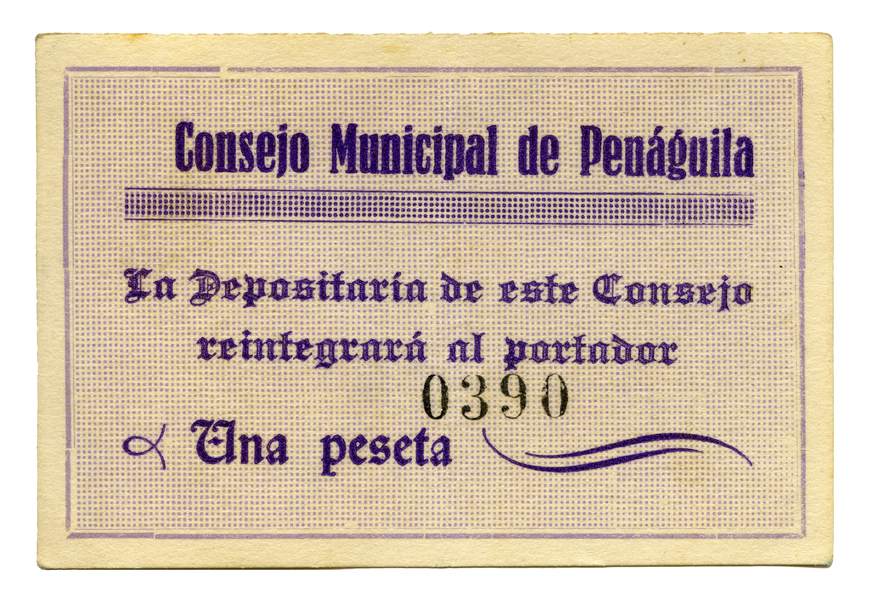 Consejo Municipal de Penáguila
La Depositaría de este Consejo
reintegrará al portador
0390
Una peseta